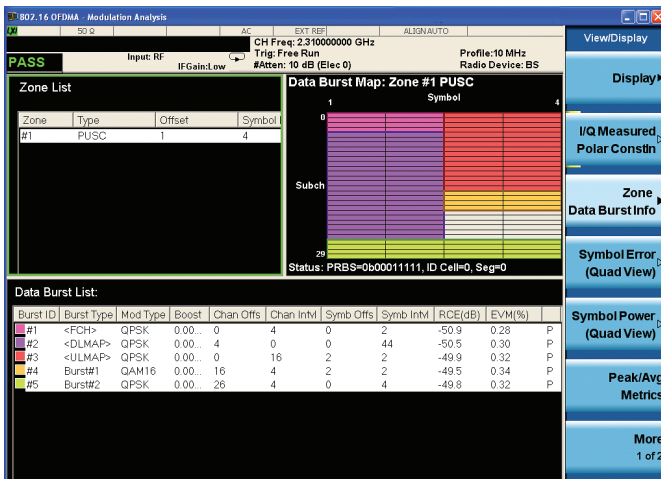 802.16 OFDMA - Modulation Analysis
50 Ω AC EXT REF ALIGN AUTO
CH Freq: 2.310000000 GHz
Input: RF Trig: Free Run Profile:10 MHz
PASS IFGain:Low #Atten: 10 dB (Elec 0) Radio Device: BS
Zone List
Zone Type Offset Symbol
#1 PUSC 1 4
Data Burst Map: Zone #1 PUSC
Symbol
1 4
0
Subch
29
Status: PRBS=0b00011111, ID Cell=0, Seg=0
Data Burst List:
Burst ID Burst Type Mod Type Boost Chan Offs Chan Intvl Symb Offs Symb Intvl RCE(dB) EVM(%)
#1 <FCH> QPSK 0.00... 0 4 0 2 -50.9 0.28 P
#2 <DLMAP> QPSK 0.00... 4 0 0 44 -50.5 0.30 P
#3 <ULMAP> QPSK 0.00... 0 16 2 2 -49.9 0.32 P
#4 Burst#1 QAM16 0.00... 16 4 2 2 -49.5 0.34 P
#5 Burst#2 QPSK 0.00... 26 4 0 4 -49.8 0.32 P
View/Display
Display
I/Q Measured
Polar Constln
Zone
Data Burst Info
Symbol Error
(Quad View)
Symbol Power
(Quad View)
Peak/Avg
Metrics
More
1 of 2